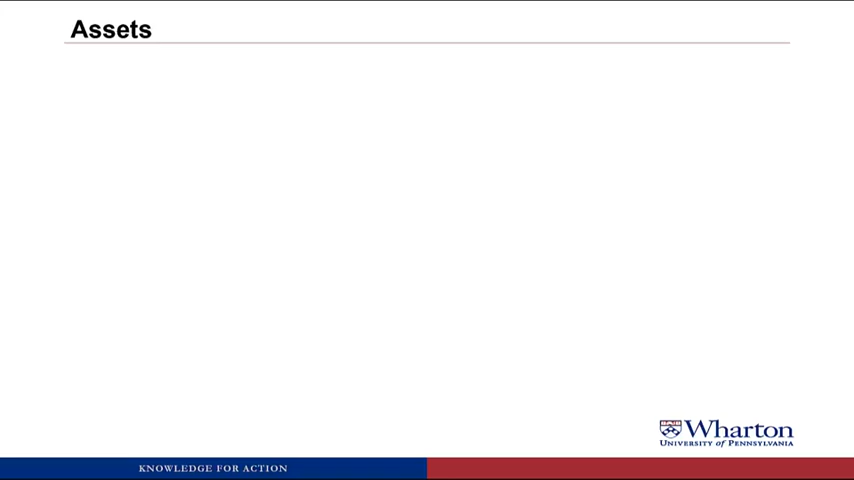 Assets
Wharton
UNIVERSITY of PENNSYLVANIA
KNOWLEDGE FOR ACTION